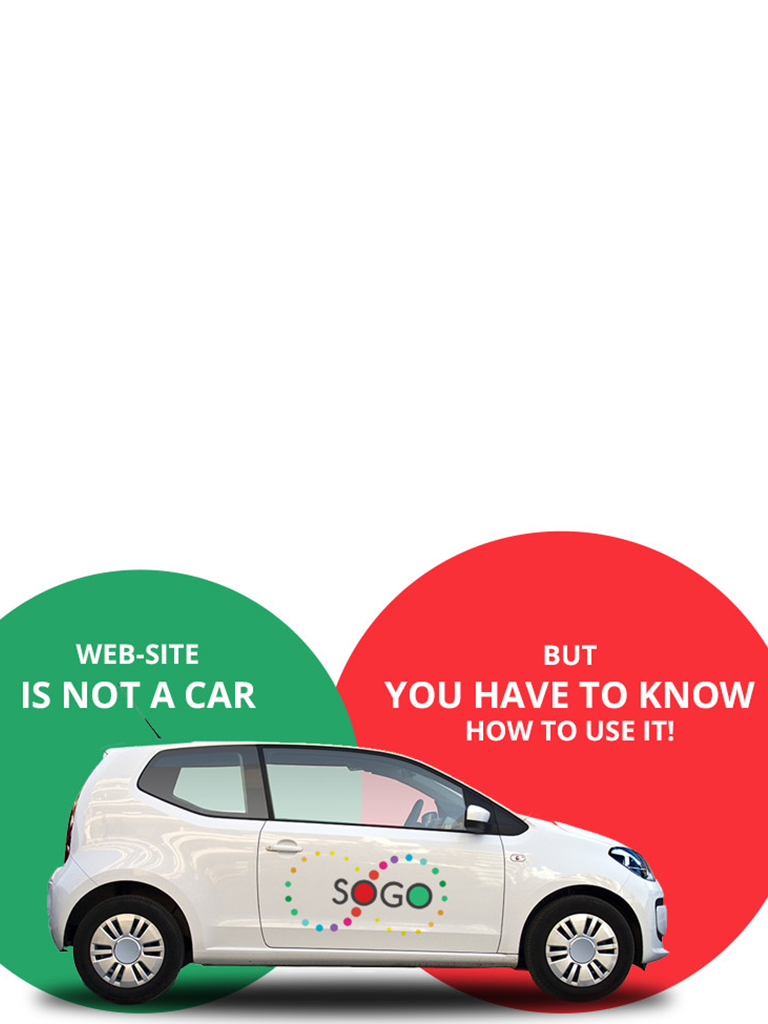 WEB-SITE
IS NOT A CAR
BUT
YOU HAVE TO KNOW
HOW TO USE IT!
SOGO